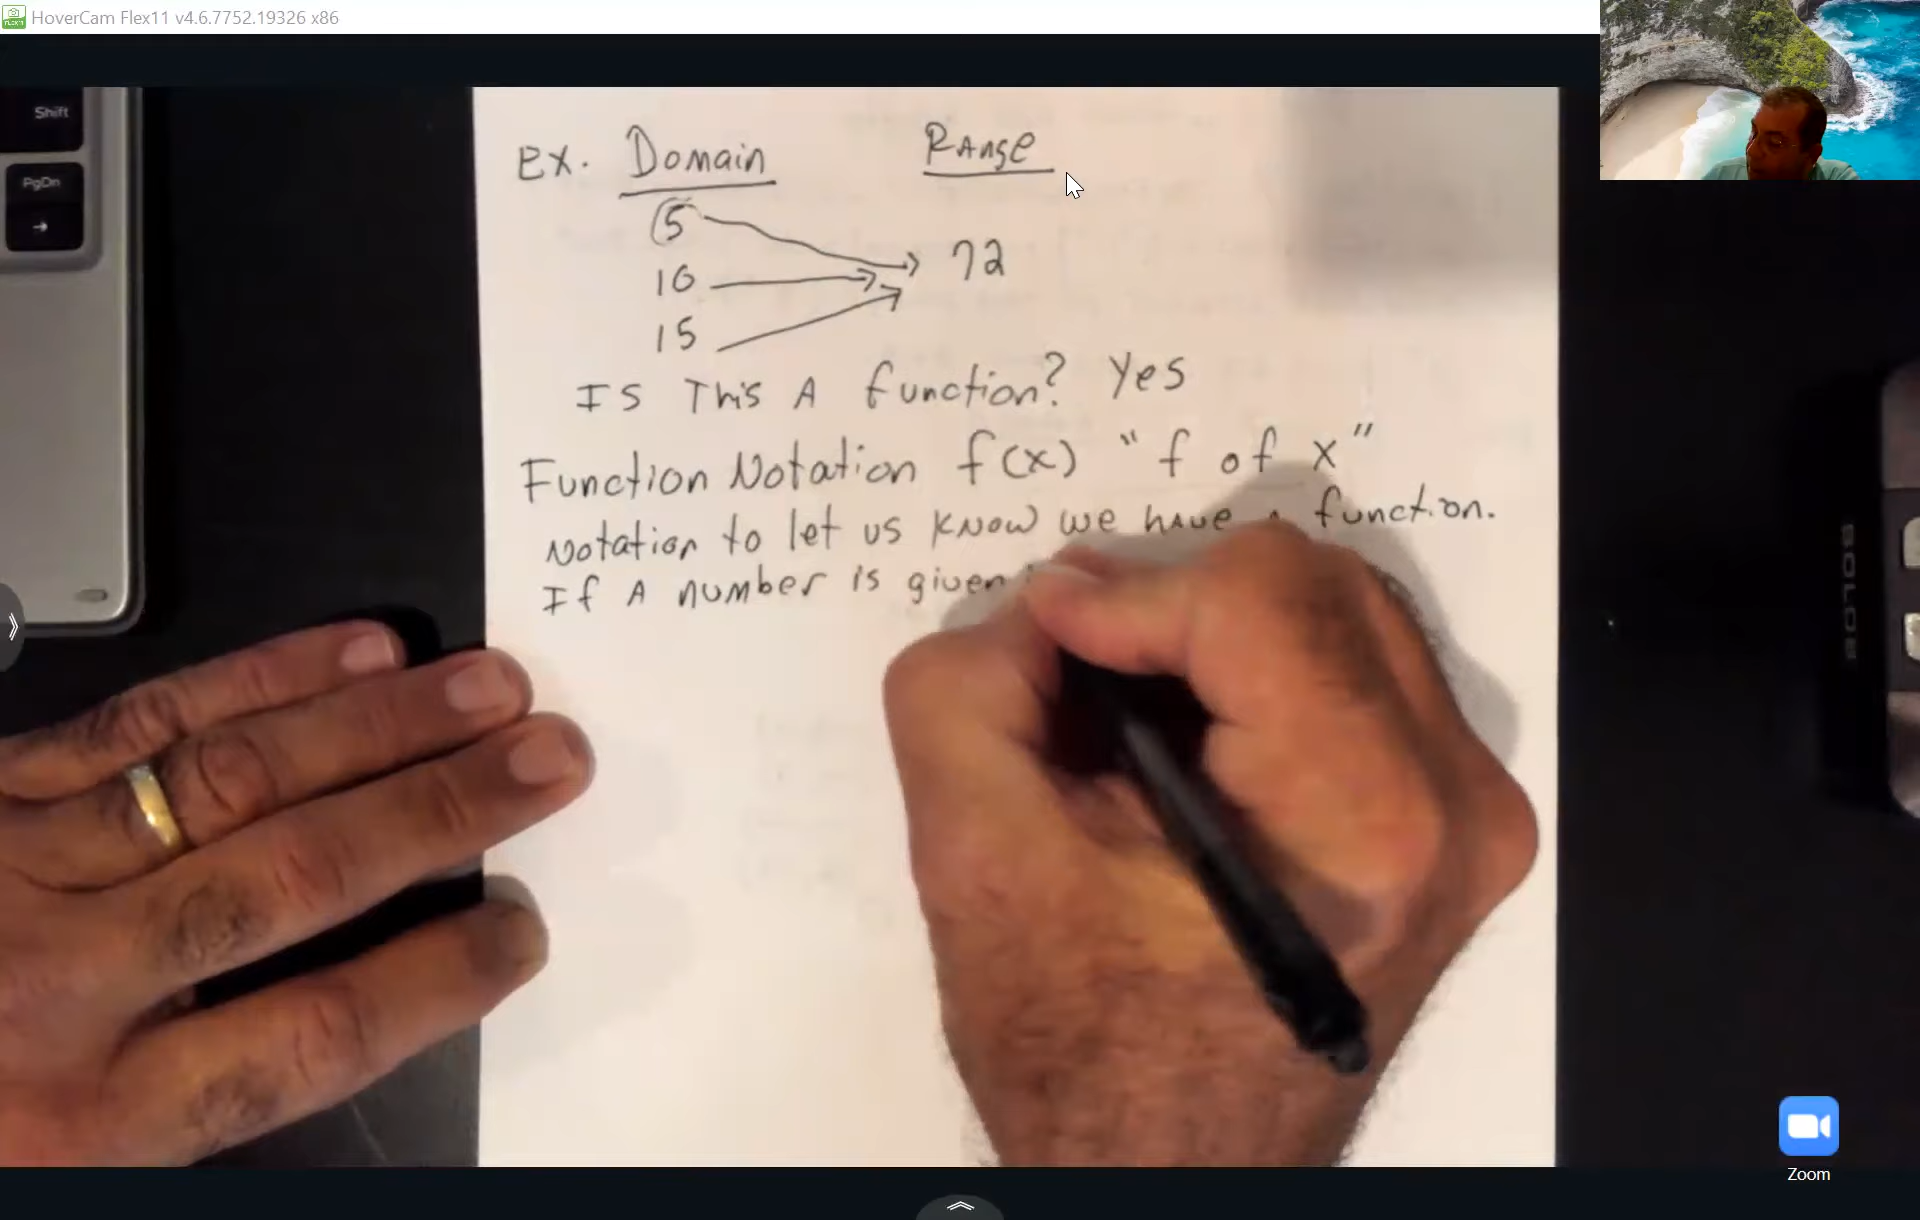 HoverCam Flex11 v4.6.7752.19326 x86
Shift
PgDn
Ex. Domain Range
5
10 72
15
Is This A function? Yes
Function Notation f(x) "f of x"
Notation to let us know we have a function.
If A number is given
Zoom